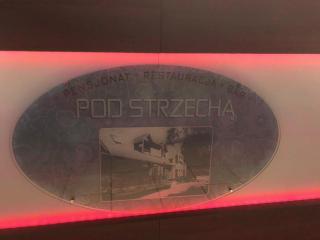 PENSJONAT • RESTAURACJA • BAR
POD STRZECHĄ